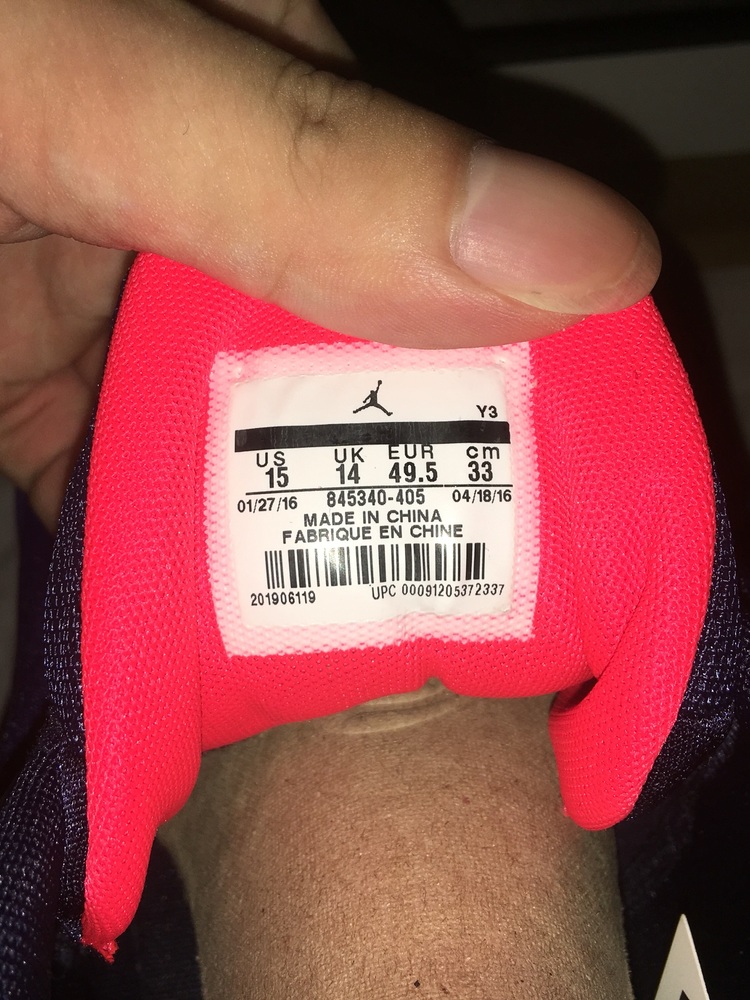 Y3
US UK EUR cm
15 14 49.5 33
01/27/16 845340-405 04/18/16
MADE IN CHINA
FABRIQUE EN CHINE
201906119 UPC 00091205372337